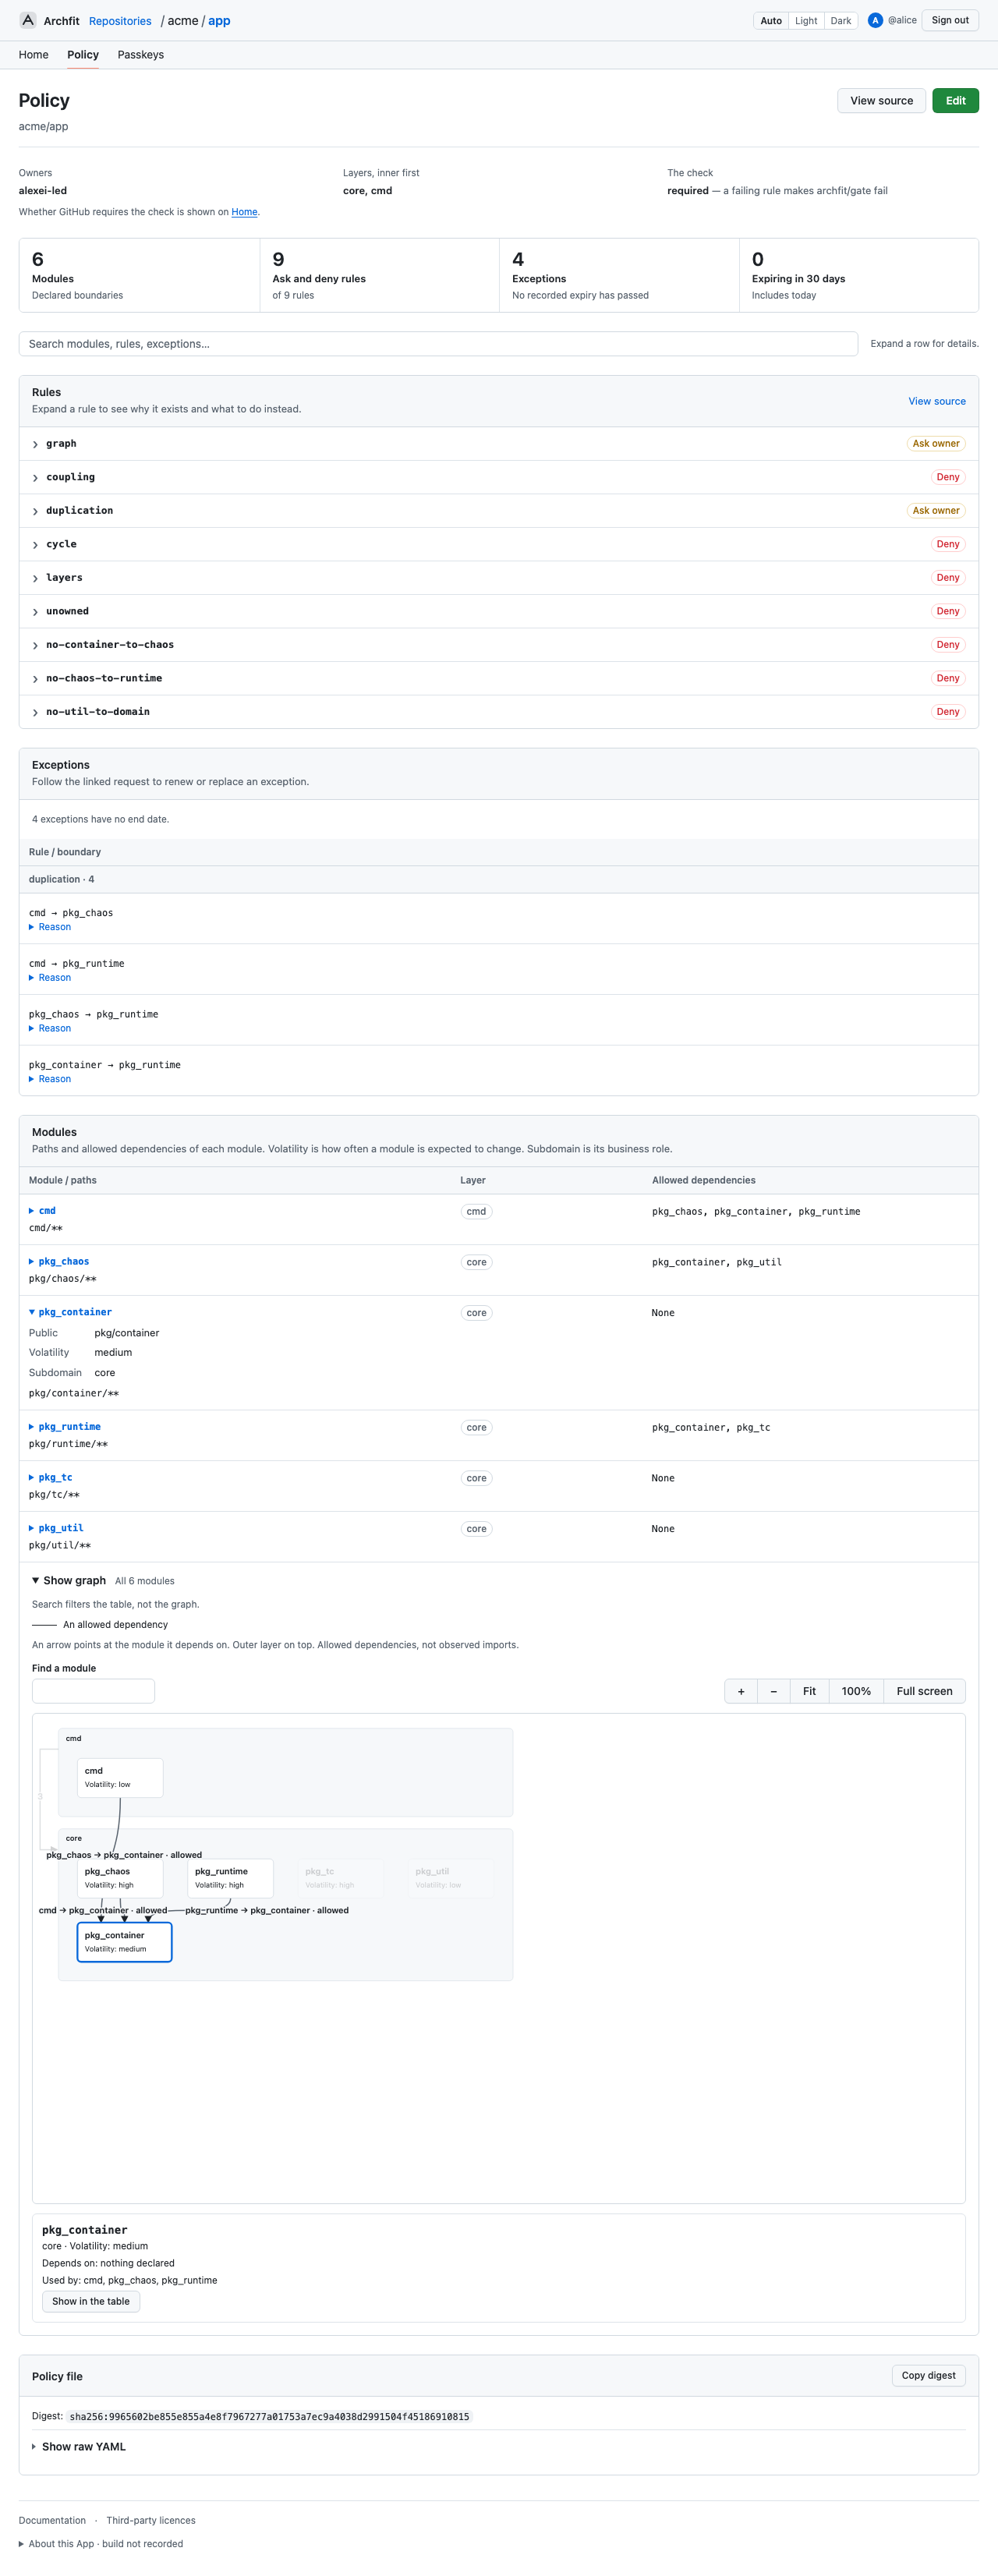 Archfit Repositories / acme / app Auto Light Dark A @alice Sign out
Home Policy Passkeys
Policy View source Edit
acme/app
Owners Layers, inner first The check
alexei-led core, cmd required — a failing rule makes archfit/gate fail
Whether GitHub requires the check is shown on Home.
6 9 4 0
Modules Ask and deny rules Exceptions Expiring in 30 days
Declared boundaries of 9 rules No recorded expiry has passed Includes today
Search modules, rules, exceptions... Expand a row for details.
Rules
Expand a rule to see why it exists and what to do instead. View source
graph Ask owner
coupling Deny
duplication Ask owner
cycle Deny
layers Deny
unowned Deny
no-container-to-chaos Deny
no-chaos-to-runtime Deny
no-util-to-domain Deny
Exceptions
Follow the linked request to renew or replace an exception.
4 exceptions have no end date.
Rule / boundary
duplication · 4
cmd → pkg_chaos
Reason
cmd → pkg_runtime
Reason
pkg_chaos → pkg_runtime
Reason
pkg_container → pkg_runtime
Reason
Modules
Paths and allowed dependencies of each module. Volatility is how often a module is expected to change. Subdomain is its business role.
Module / paths Layer Allowed dependencies
cmd cmd pkg_chaos, pkg_container, pkg_runtime
cmd/**
pkg_chaos core pkg_container, pkg_util
pkg/chaos/**
pkg_container core None
Public pkg/container
Volatility medium
Subdomain core
pkg/container/**
pkg_runtime core pkg_container, pkg_tc
pkg/runtime/**
pkg_tc core None
pkg/tc/**
pkg_util core None
pkg/util/**
Show graph All 6 modules
Search filters the table, not the graph.
An allowed dependency
An arrow points at the module it depends on. Outer layer on top. Allowed dependencies, not observed imports.
Find a module
+ − Fit 100% Full screen
cmd
cmd
Volatility: low
3
core
pkg_chaos → pkg_container · allowed
pkg_chaos pkg_runtime pkg_tc pkg_util
Volatility: high Volatility: high Volatility: high Volatility: low
cmd → pkg_container · allowed pkg_runtime → pkg_container · allowed
pkg_container
Volatility: medium
pkg_container
core · Volatility: medium
Depends on: nothing declared
Used by: cmd, pkg_chaos, pkg_runtime
Show in the table
Policy file Copy digest
Digest: sha256:9965602be855e855a4e8f7967277a01753a7ec9a4038d2991504f45186910815
Show raw YAML
Documentation · Third-party licences
About this App · build not recorded